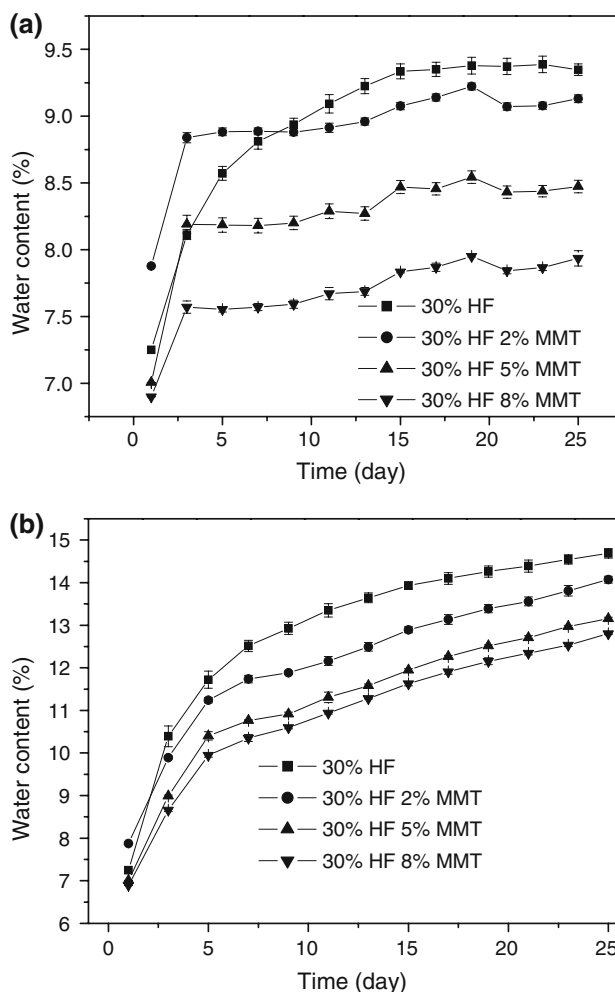 (a)
9.5
9.0
8.5
8.0
7.5
7.0
Water content (%)
30% HF
30% HF 2% MMT
30% HF 5% MMT
30% HF 8% MMT
0 5 10 15 20 25
Time (day)
(b)
15
14
13
12
11
10
9
8
7
6
Water content (%)
30% HF
30% HF 2% MMT
30% HF 5% MMT
30% HF 8% MMT
0 5 10 15 20 25
Time (day)